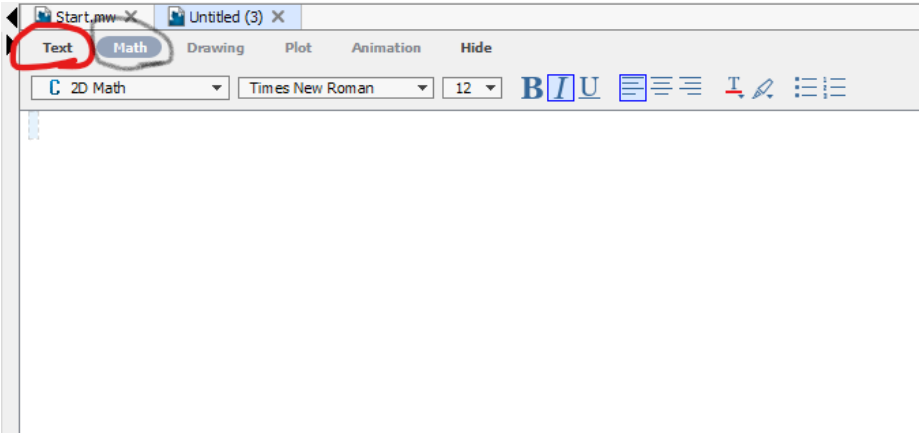 Start.mw Untitled (3)
Text Math Drawing Plot Animation Hide
C 2D Math Times New Roman 12 B I U T